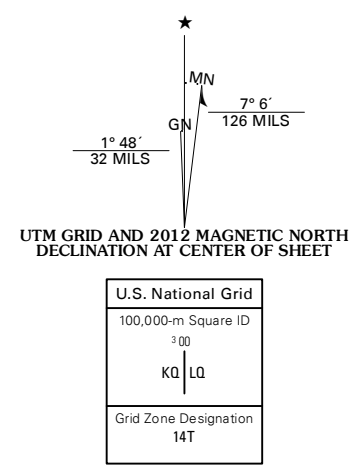 ★
MN
GN
7° 6´
126 MILS
1° 48´
32 MILS
UTM GRID AND 2012 MAGNETIC NORTH
DECLINATION AT CENTER OF SHEET
U.S. National Grid
100,000-m Square ID
3 00
KQ LQ
Grid Zone Designation
14T